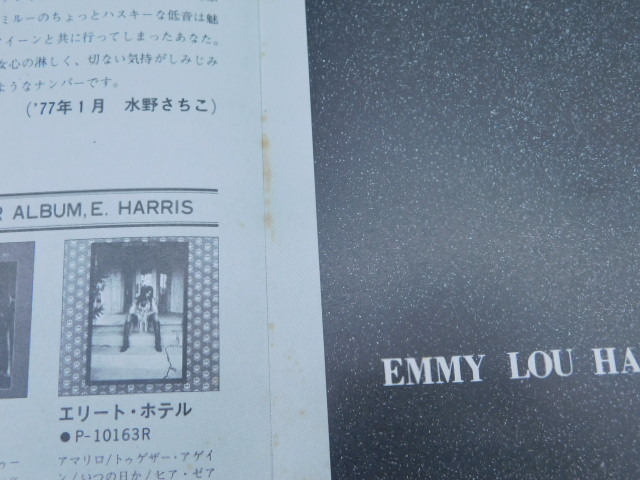 ミルーのちょっとハスキーな低音は魅
イーンと共に行ってしまったあなた。
女心の淋しく、切ない気持がしみじみ
ようなナンバーです。
('77年1月 水野さちこ)
R ALBUM, E. HARRIS
エリート・ホテル
●P-10163R
アマリロ/トゥゲザー・アゲイ
ン/いつの日か/ヒア・ゼア
EMMY LOU HA